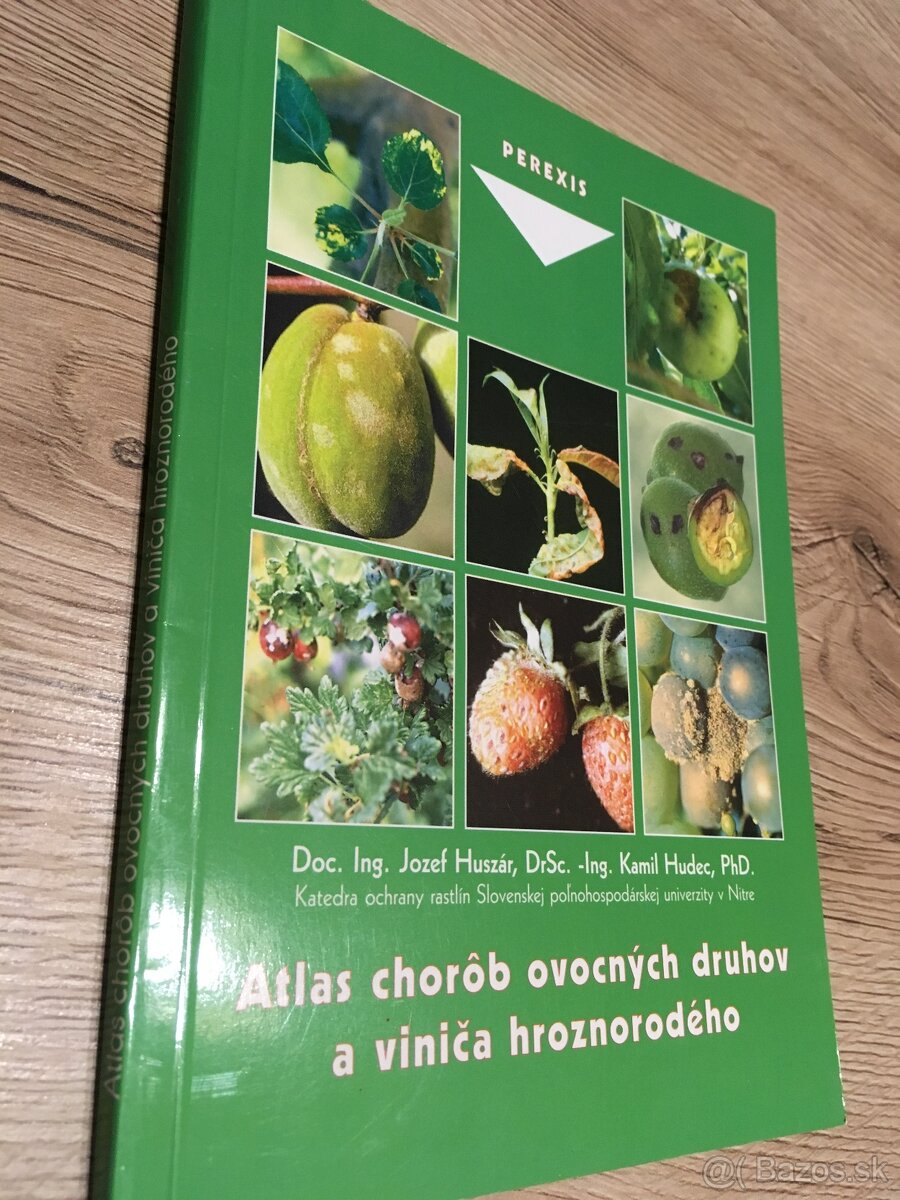 PEREXIS
Doc. Ing. Jozef Huszár, DrSc. -Ing. Kamil Hudec, PhD.
Katedra ochrany rastlín Slovenskej poľnohospodárskej univerzity v Nitre
Atlas chorôb ovocných druhov
a viniča hroznorodého
Atlas chorôb ovocných druhov a viniča hroznorodého
@( Bazos.sk